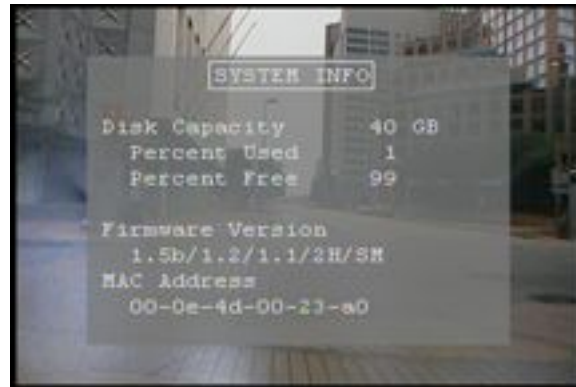 SYSTEM INFO
Disk Capacity 40 GB
Percent Used 1
Percent Free 99
Firmware Version
1.5b/1.2/1.1/2H/SM
MAC Address
00-0e-4d-00-23-a0